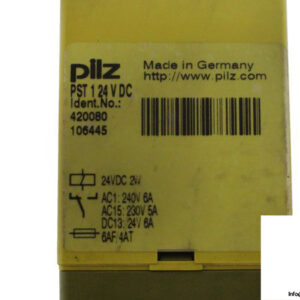 pilz
Made in Germany
http://www.pilz.com
PST 1 24 V DC
Ident.No.:
420080
106445
24VDC 2W
AC1: 240V 6A
AC15: 230V 5A
DC13: 24V 6A
6AF, 4AT